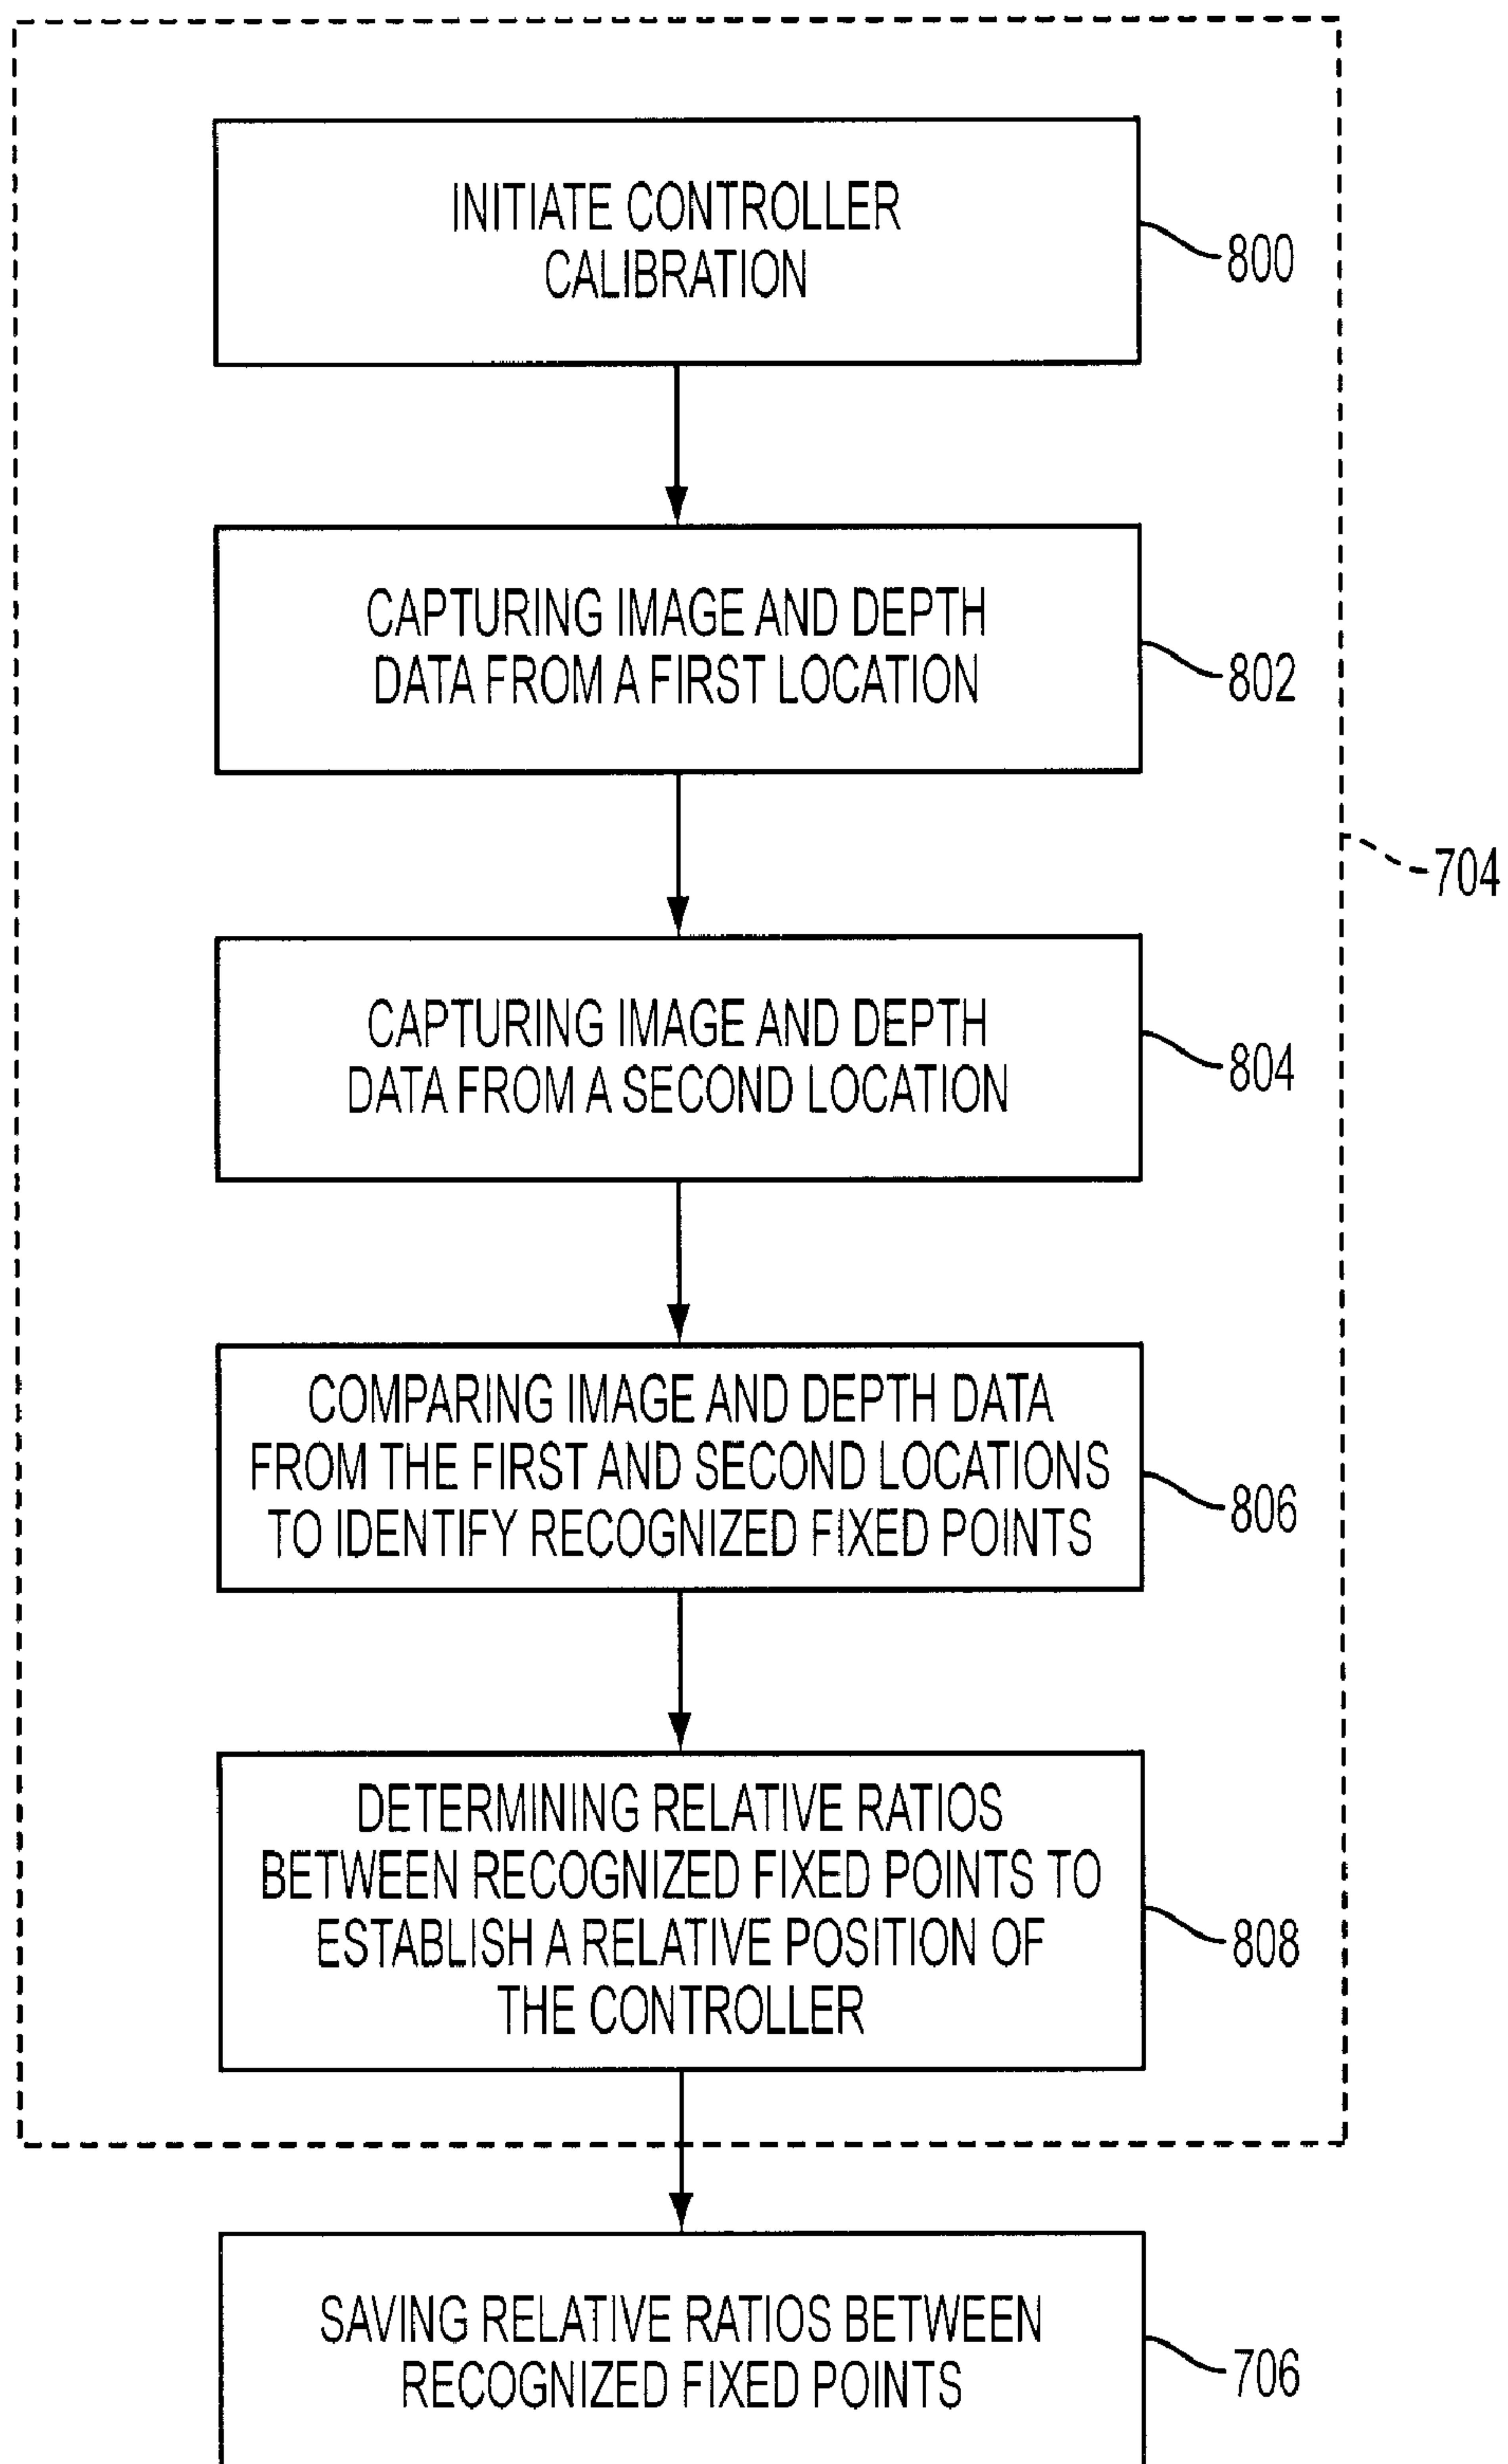 INITIATE CONTROLLER
CALIBRATION
800
CAPTURING IMAGE AND DEPTH
DATA FROM A FIRST LOCATION
802
704
CAPTURING IMAGE AND DEPTH
DATA FROM A SECOND LOCATION
804
COMPARING IMAGE AND DEPTH DATA
FROM THE FIRST AND SECOND LOCATIONS
TO IDENTIFY RECOGNIZED FIXED POINTS
806
DETERMINING RELATIVE RATIOS
BETWEEN RECOGNIZED FIXED POINTS TO
ESTABLISH A RELATIVE POSITION OF
THE CONTROLLER
808
SAVING RELATIVE RATIOS BETWEEN
RECOGNIZED FIXED POINTS
706